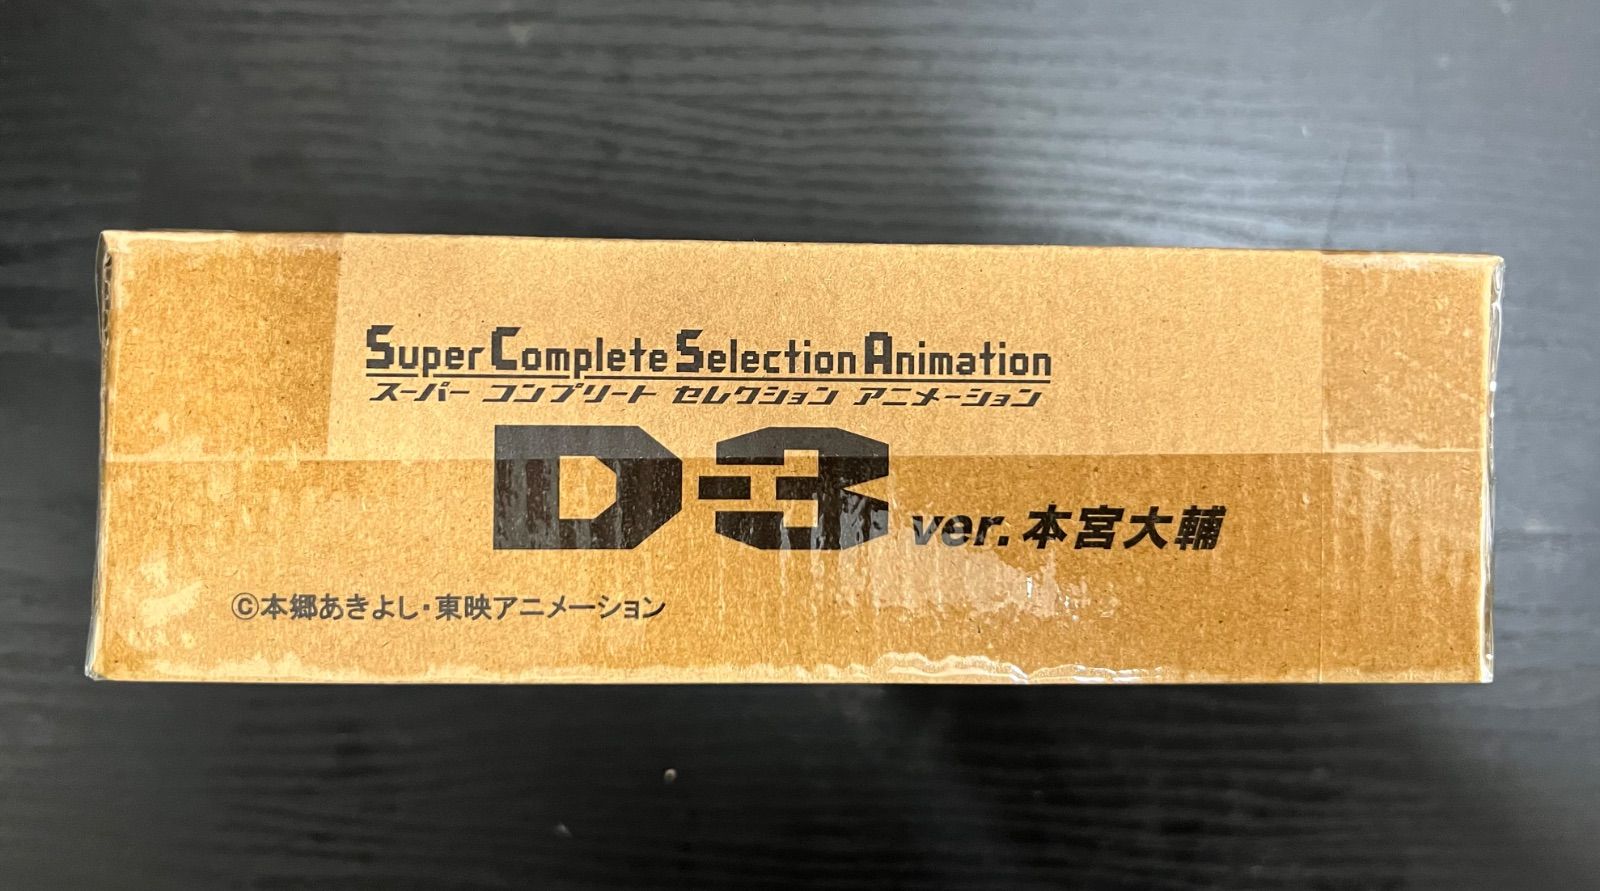 Super Complete Selection Animation
スーパー コンプリート セレクション アニメーション
D-3 ver.本宮大輔
©本郷あきよし・東映アニメーション